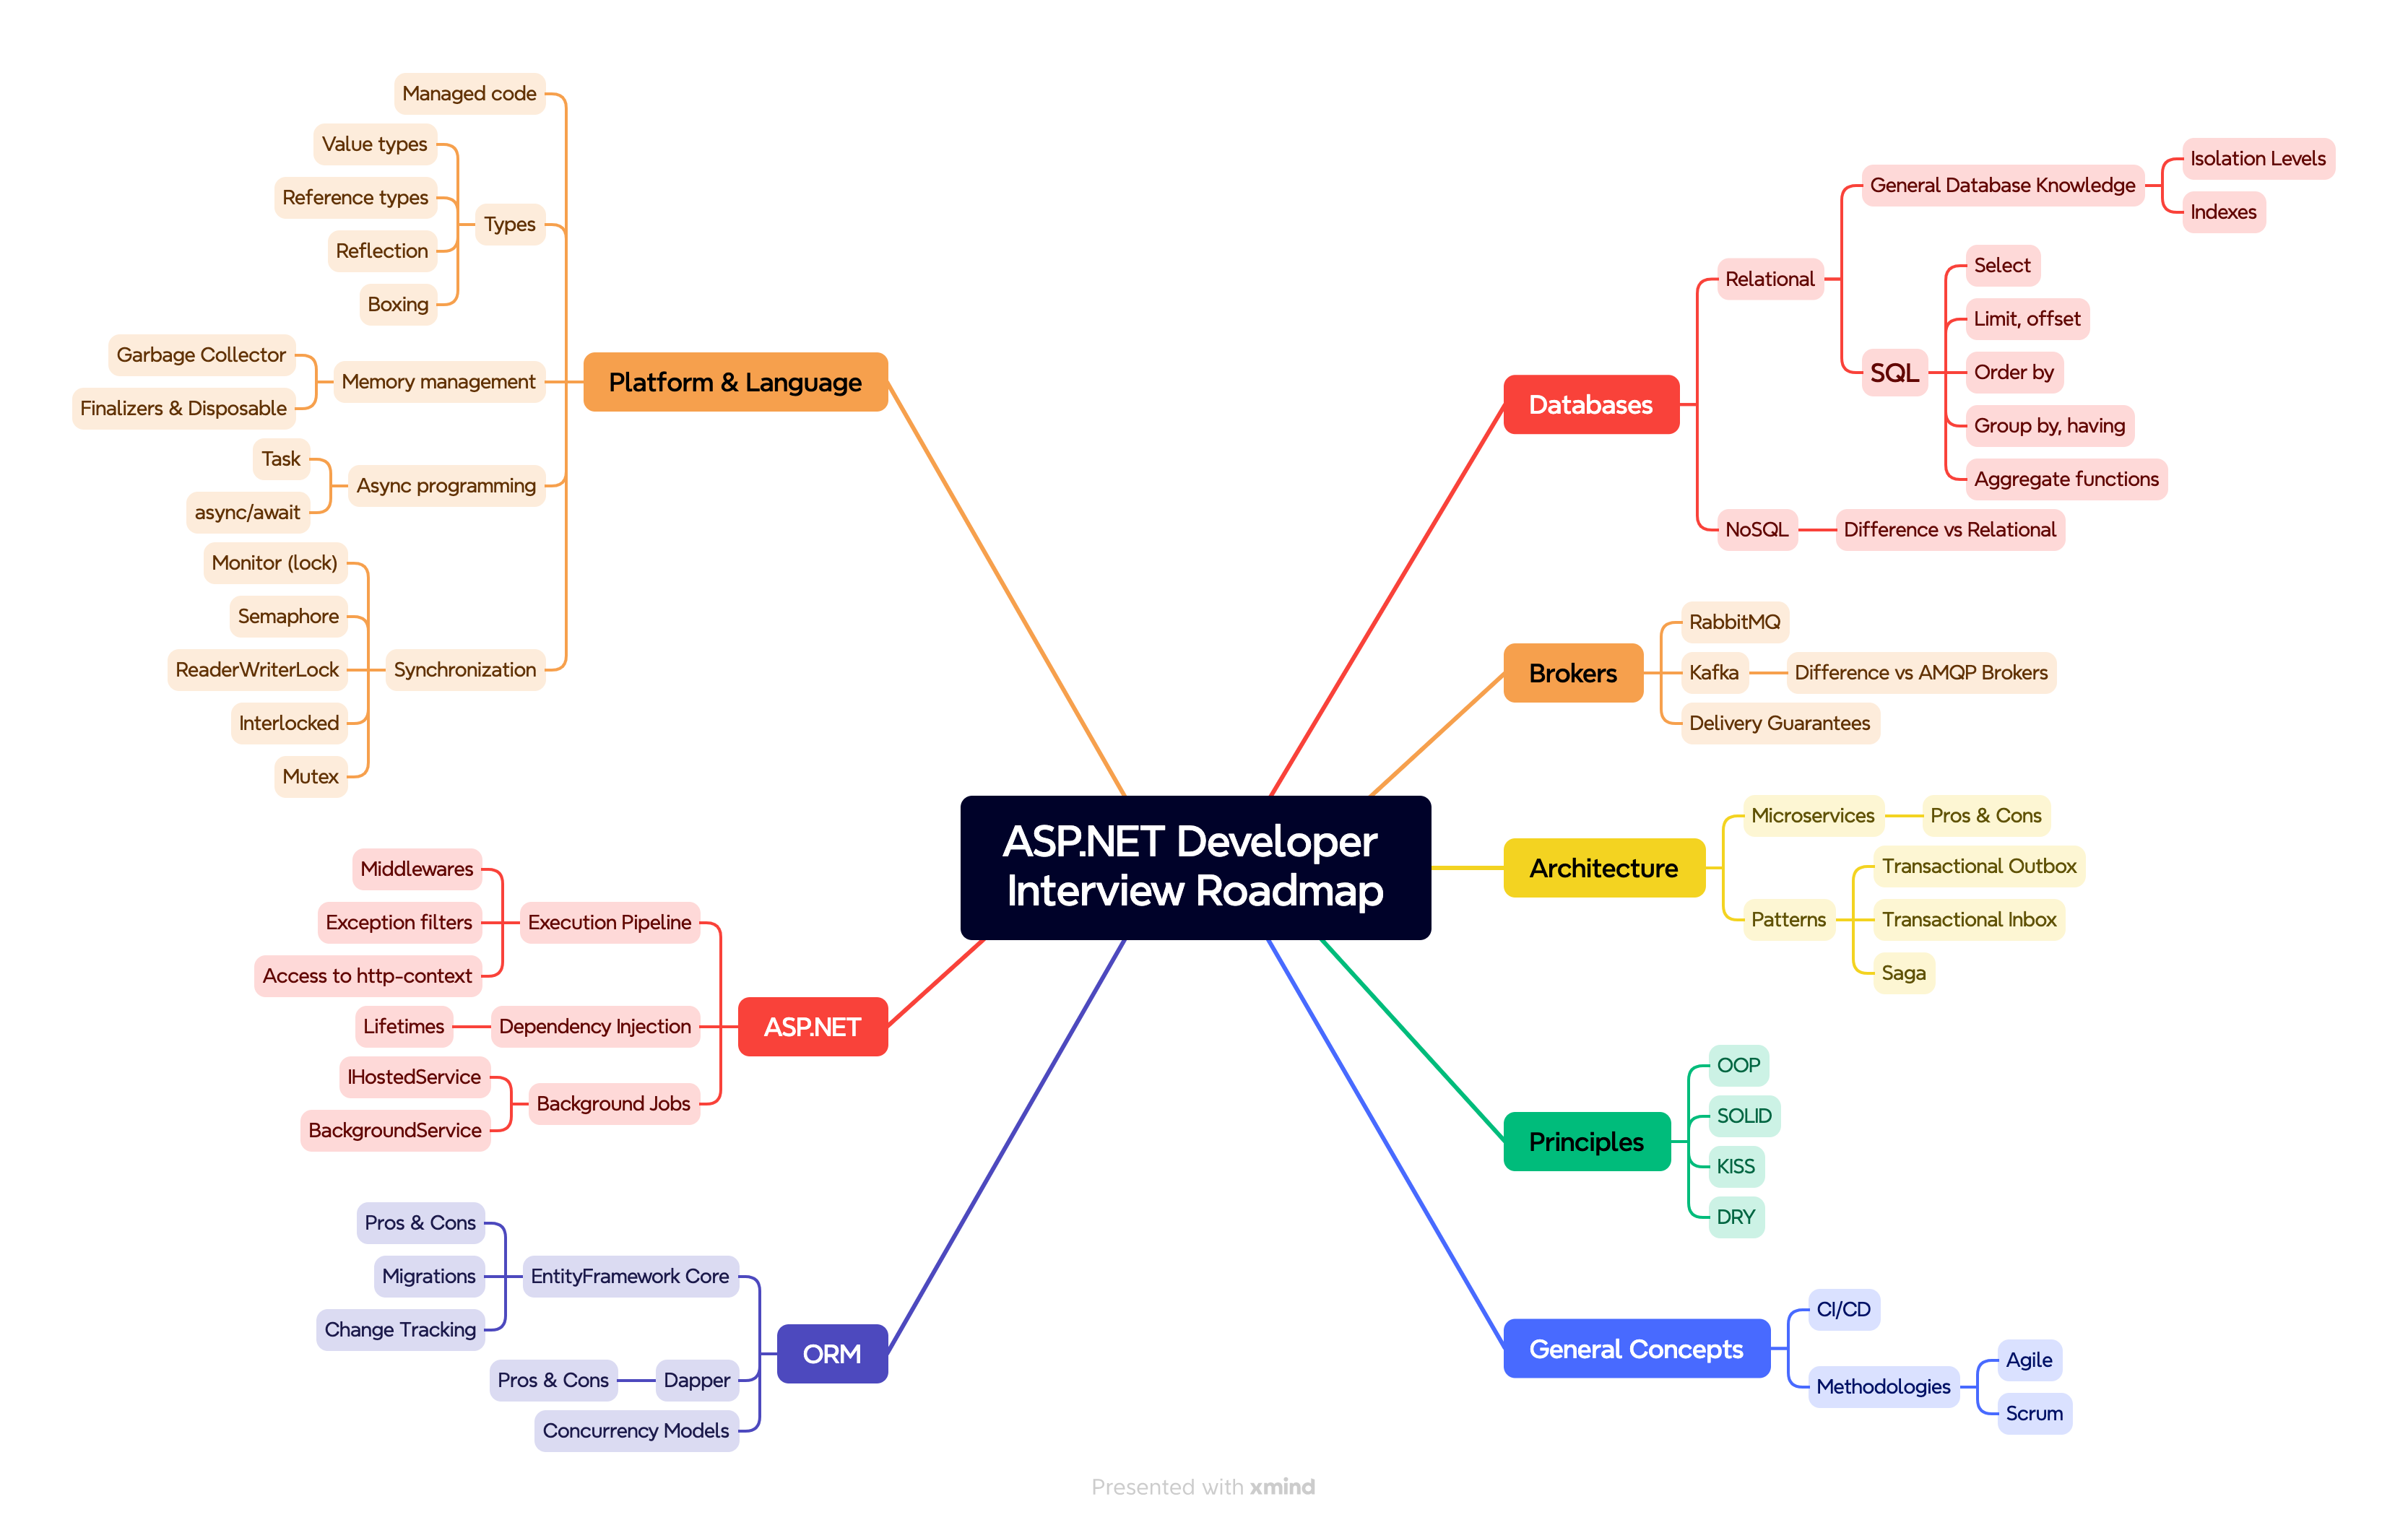 ASP.NET Developer
Interview Roadmap
Platform & Language
Managed code
Types
Value types
Reference types
Reflection
Boxing
Memory management
Garbage Collector
Finalizers & Disposable
Async programming
Task
async/await
Synchronization
Monitor (lock)
Semaphore
ReaderWriterLock
Interlocked
Mutex
ASP.NET
Execution Pipeline
Middlewares
Exception filters
Access to http-context
Dependency Injection
Lifetimes
Background Jobs
IHostedService
BackgroundService
ORM
EntityFramework Core
Pros & Cons
Migrations
Change Tracking
Dapper
Pros & Cons
Concurrency Models
Databases
Relational
General Database Knowledge
Isolation Levels
Indexes
SQL
Select
Limit, offset
Order by
Group by, having
Aggregate functions
NoSQL
Difference vs Relational
Brokers
RabbitMQ
Kafka
Difference vs AMQP Brokers
Delivery Guarantees
Architecture
Microservices
Pros & Cons
Patterns
Transactional Outbox
Transactional Inbox
Saga
Principles
OOP
SOLID
KISS
DRY
General Concepts
CI/CD
Methodologies
Agile
Scrum
Presented with xmind